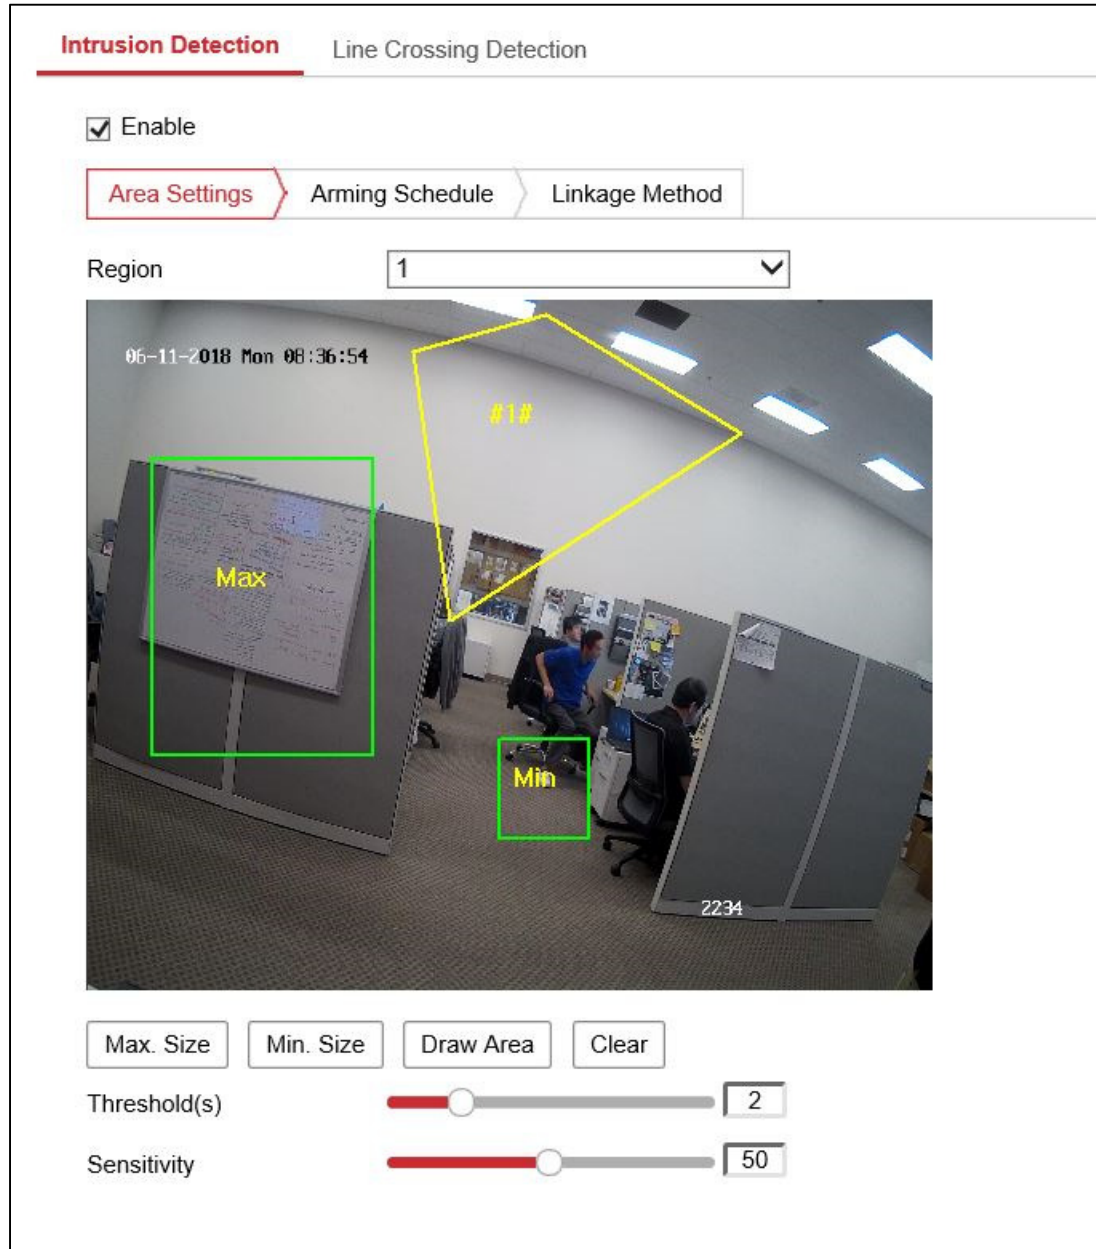 Intrusion Detection Line Crossing Detection
Enable
Area Settings Arming Schedule Linkage Method
Region 1
06-11-2018 Mon 08:36:54
#1#
Max
Min
2234
Max. Size Min. Size Draw Area Clear
Threshold(s) 2
Sensitivity 50